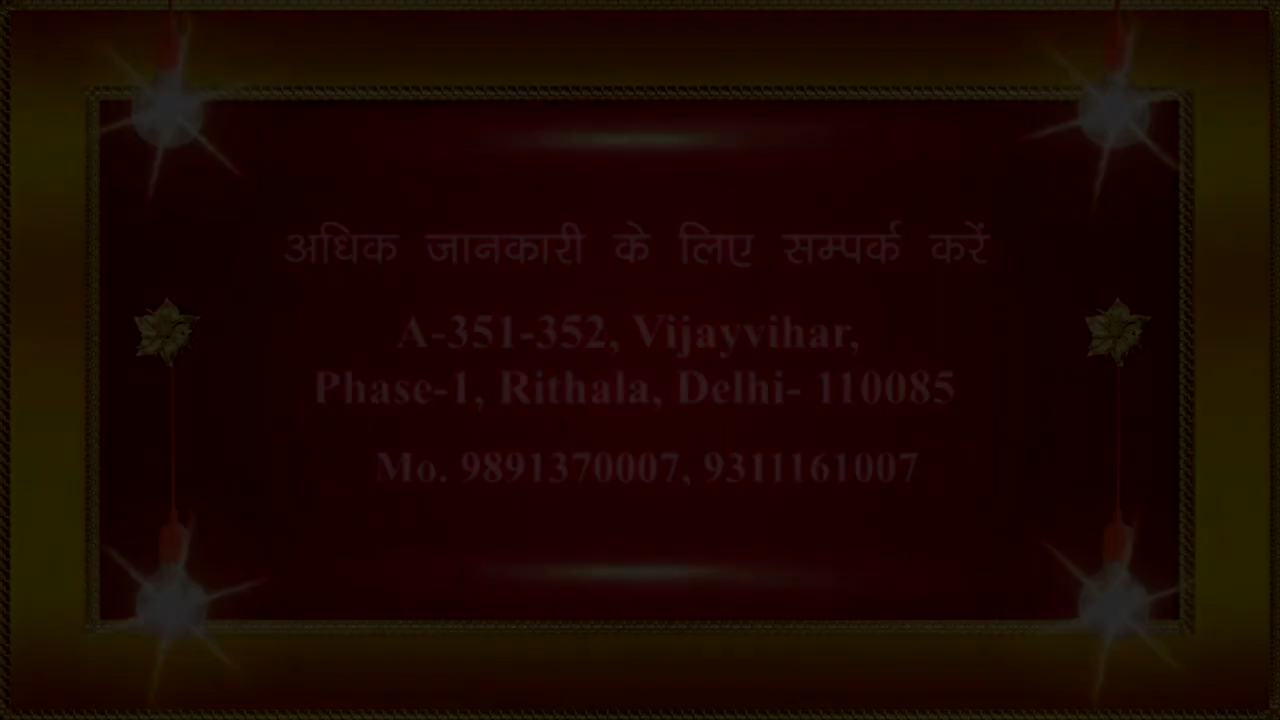 अधिक जानकारी के लिए सम्पर्क करें
A-351-352, Vijayvihar,
Phase-1, Rithala, Delhi- 110085
Mo. 9891370007, 9311161007